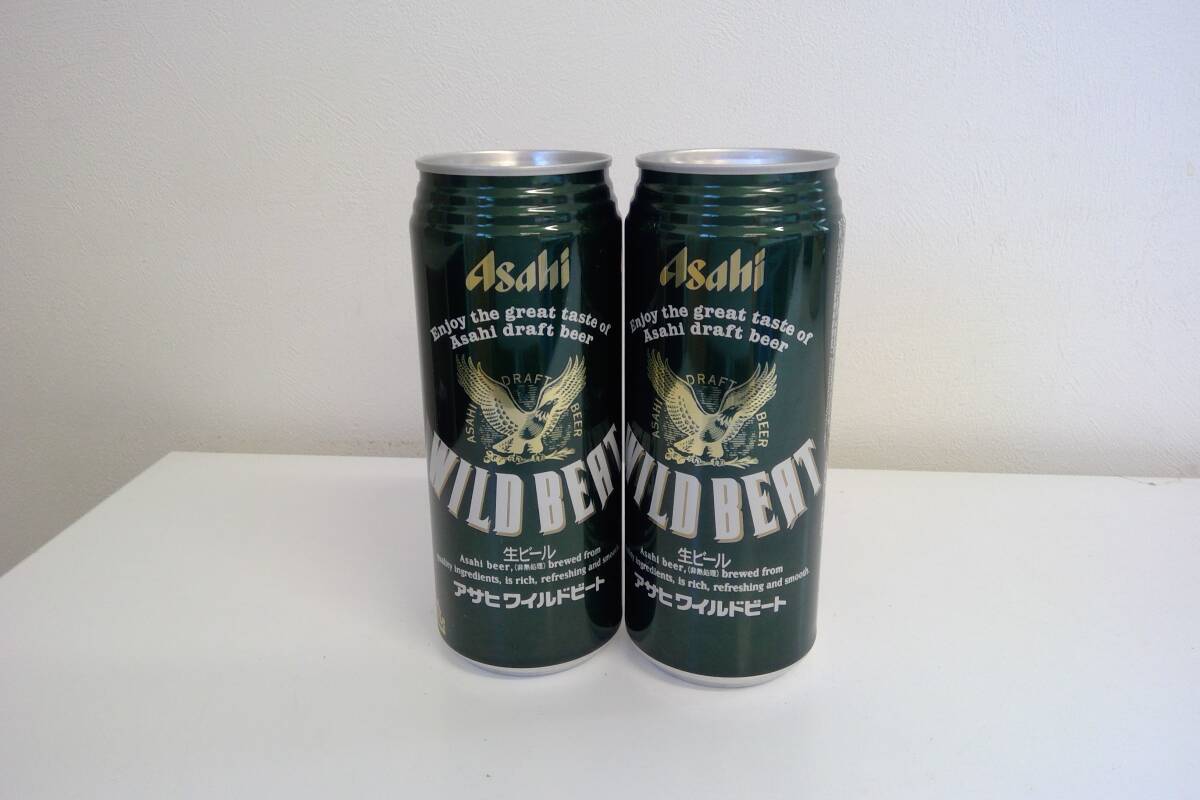 Asahi
Enjoy the great taste of
Asahi draft beer
ASAHI DRAFT BEER
WILD BEAT
生ビール
(非熱処理)
Asahi beer, brewed from
quality ingredients, is rich, refreshing and smooth.
アサヒ ワイルドビート
Asahi
Enjoy the great taste of
Asahi draft beer
ASAHI DRAFT BEER
WILD BEAT
生ビール
(非熱処理)
Asahi beer, brewed from
ingredients, is rich, refreshing and smooth.
アサヒ ワイルドビート